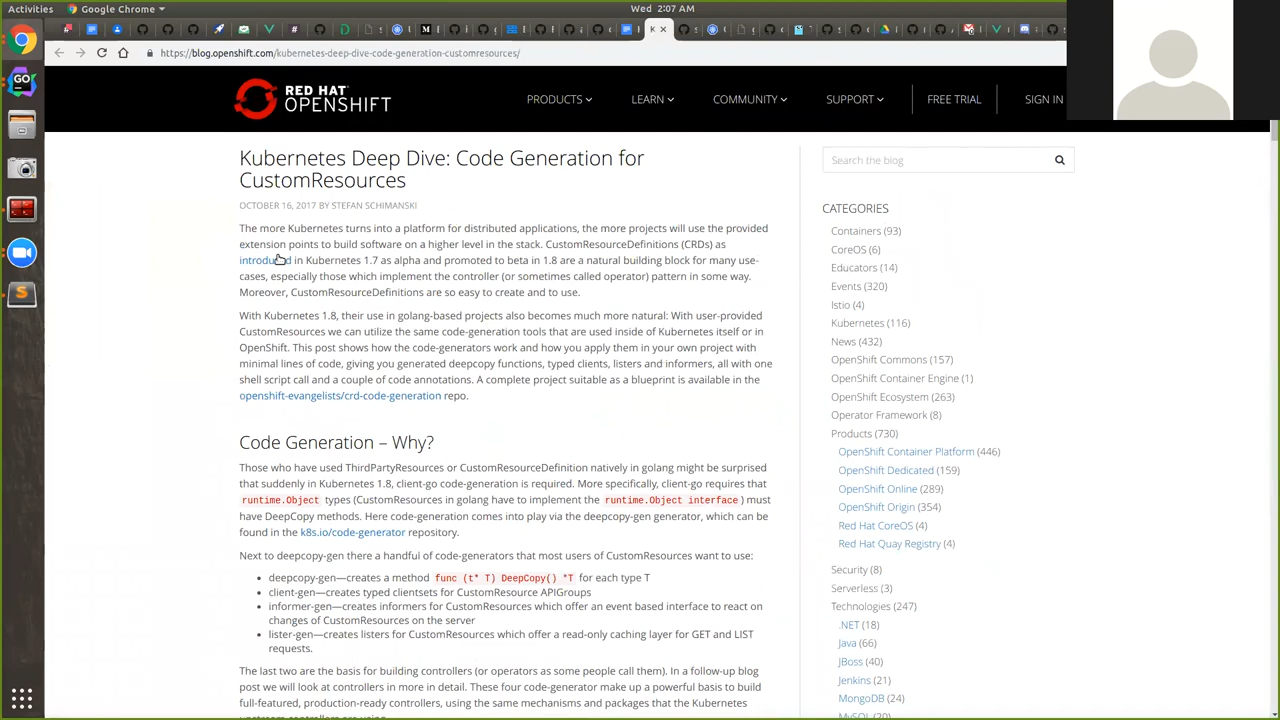 Activities
Google Chrome
Wed 2:07 AM
https://blog.openshift.com/kubernetes-deep-dive-code-generation-customresources/
RED HAT®
OPENSHIFT
PRODUCTS
LEARN
COMMUNITY
SUPPORT
FREE TRIAL
SIGN IN
Kubernetes Deep Dive: Code Generation for
CustomResources
OCTOBER 16, 2017 BY STEFAN SCHIMANSKI
The more Kubernetes turns into a platform for distributed applications, the more projects will use the provided
extension points to build software on a higher level in the stack. CustomResourceDefinitions (CRDs) as
introduced in Kubernetes 1.7 as alpha and promoted to beta in 1.8 are a natural building block for many use-
cases, especially those which implement the controller (or sometimes called operator) pattern in some way.
Moreover, CustomResourceDefinitions are so easy to create and to use.
With Kubernetes 1.8, their use in golang-based projects also becomes much more natural: With user-provided
CustomResources we can utilize the same code-generation tools that are used inside of Kubernetes itself or in
OpenShift. This post shows how the code-generators work and how you apply them in your own project with
minimal lines of code, giving you generated deepcopy functions, typed clients, listers and informers, all with one
shell script call and a couple of code annotations. A complete project suitable as a blueprint is available in the
openshift-evangelists/crd-code-generation repo.
Code Generation – Why?
Those who have used ThirdPartyResources or CustomResourceDefinition natively in golang might be surprised
that suddenly in Kubernetes 1.8, client-go code-generation is required. More specifically, client-go requires that
runtime.Object types (CustomResources in golang have to implement the runtime.Object interface) must
have DeepCopy methods. Here code-generation comes into play via the deepcopy-gen generator, which can be
found in the k8s.io/code-generator repository.
Next to deepcopy-gen there a handful of code-generators that most users of CustomResources want to use:
• deepcopy-gen—creates a method func (t* T) DeepCopy() *T for each type T
• client-gen—creates typed clientsets for CustomResource APIGroups
• informer-gen—creates informers for CustomResources which offer an event based interface to react on
changes of CustomResources on the server
• lister-gen—creates listers for CustomResources which offer a read-only caching layer for GET and LIST
requests.
The last two are the basis for building controllers (or operators as some people call them). In a follow-up blog
post we will look at controllers in more detail. These four code-generator make up a powerful basis to build
full-featured, production-ready controllers, using the same mechanisms and packages that the Kubernetes
Search the blog
CATEGORIES
Containers (93)
CoreOS (6)
Educators (14)
Events (320)
Istio (4)
Kubernetes (116)
News (432)
OpenShift Commons (157)
OpenShift Container Engine (1)
OpenShift Ecosystem (263)
Operator Framework (8)
Products (730)
OpenShift Container Platform (446)
OpenShift Dedicated (159)
OpenShift Online (289)
OpenShift Origin (354)
Red Hat CoreOS (4)
Red Hat Quay Registry (4)
Security (8)
Serverless (3)
Technologies (247)
.NET (18)
Java (66)
JBoss (40)
Jenkins (21)
MongoDB (24)
MySQL (20)